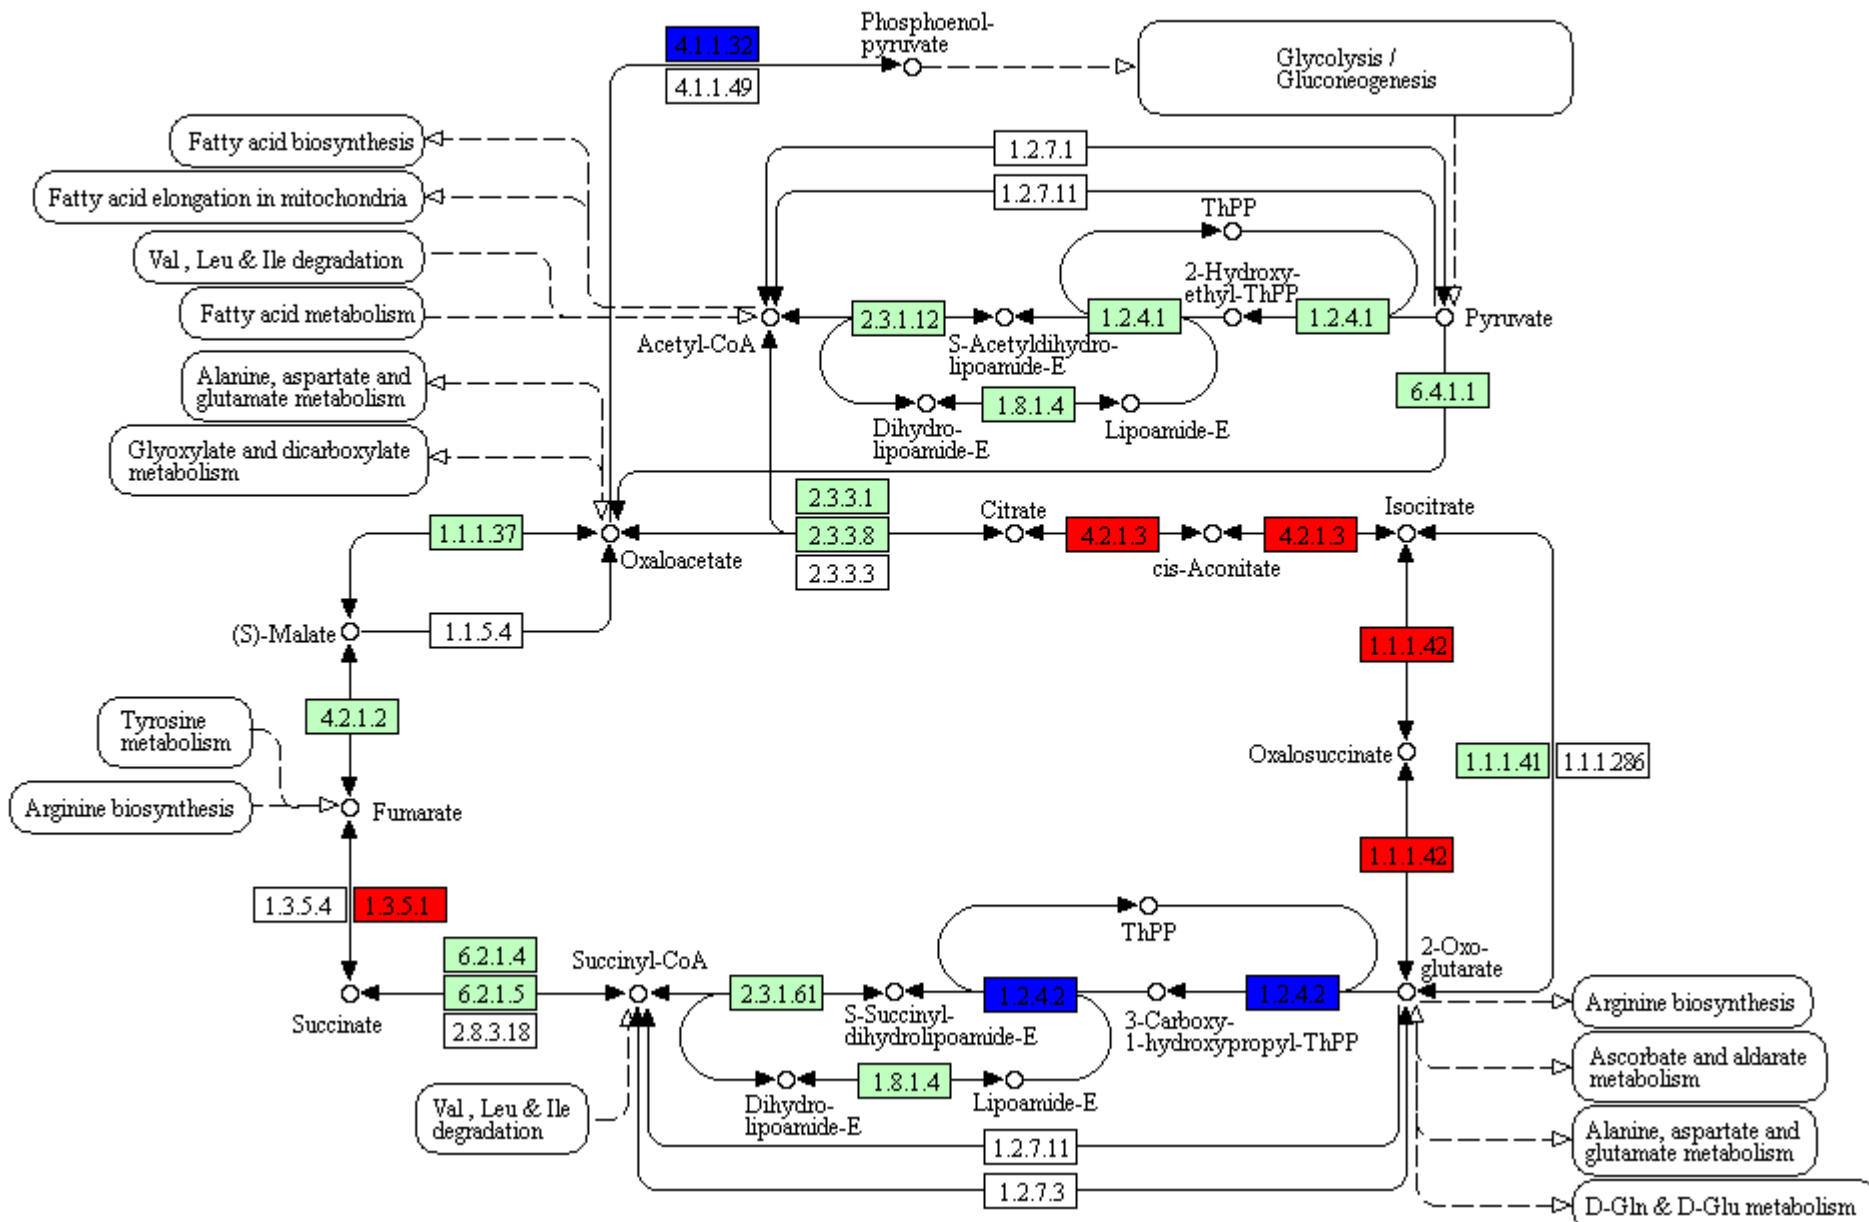 Phosphoenol-
pyruvate
4.1.1.32
4.1.1.49
Glycolysis /
Gluconeogenesis
Fatty acid biosynthesis
1.2.7.1
Fatty acid elongation in mitochondria
1.2.7.11
ThPP
Val , Leu & Ile degradation
2-Hydroxy-
ethyl-ThPP
Fatty acid metabolism
2.3.1.12
1.2.4.1
1.2.4.1
Pyruvate
Acetyl-CoA
S-Acetyldihydro-
lipoamide-E
Alanine, aspartate and
glutamate metabolism
1.8.1.4
6.4.1.1
Dihydro-
lipoamide-E
Lipoamide-E
Glyoxylate and dicarboxylate
metabolism
2.3.3.1
Citrate
Isocitrate
1.1.1.37
2.3.3.8
4.2.1.3
4.2.1.3
Oxaloacetate
2.3.3.3
cis-Aconitate
(S)-Malate
1.1.5.4
1.1.1.42
Tyrosine
metabolism
4.2.1.2
Oxalosuccinate
1.1.1.41
1.1.1.286
Arginine biosynthesis
Fumarate
1.1.1.42
1.3.5.4
1.3.5.1
ThPP
6.2.1.4
Succinyl-CoA
2-Oxo-
glutarate
6.2.1.5
2.3.1.61
1.2.4.2
1.2.4.2
Arginine biosynthesis
Succinate
2.8.3.18
S-Succinyl-
dihydrolipoamide-E
3-Carboxy-
1-hydroxypropyl-ThPP
Ascorbate and aldarate
metabolism
1.8.1.4
Val , Leu & Ile
degradation
Dihydro-
lipoamide-E
Lipoamide-E
1.2.7.11
Alanine, aspartate and
glutamate metabolism
1.2.7.3
D-Gln & D-Glu metabolism